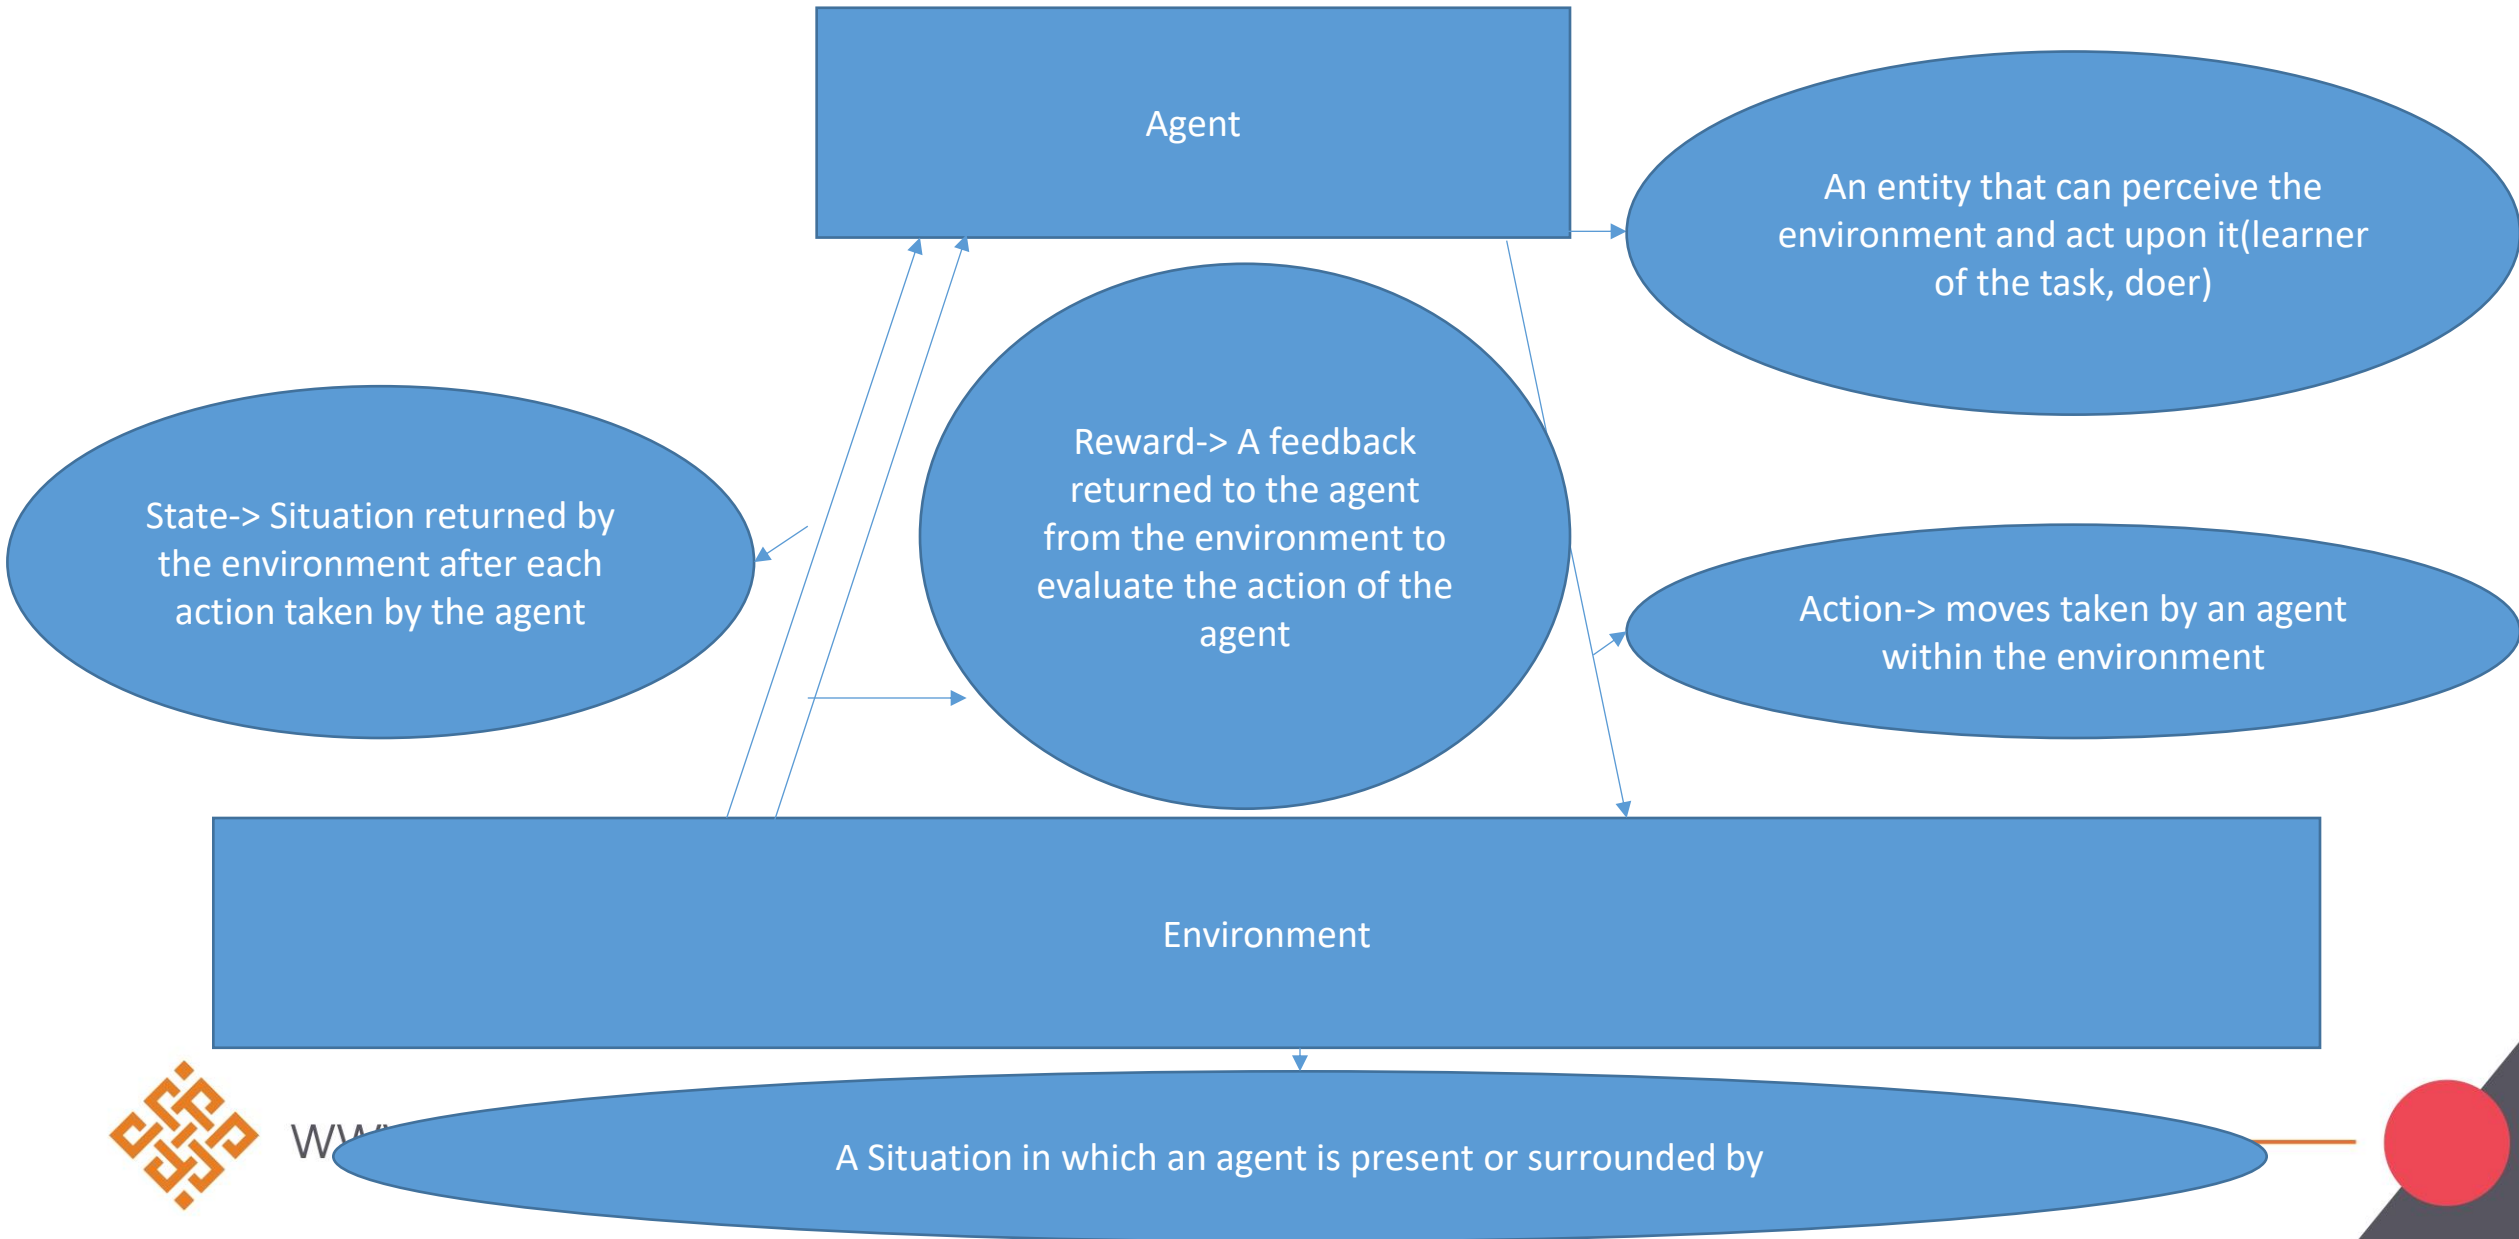 Agent
An entity that can perceive the
environment and act upon it(learner
of the task, doer)
Reward-> A feedback
returned to the agent
from the environment to
evaluate the action of the
agent
State-> Situation returned by
the environment after each
action taken by the agent
Action-> moves taken by an agent
within the environment
Environment
A Situation in which an agent is present or surrounded by